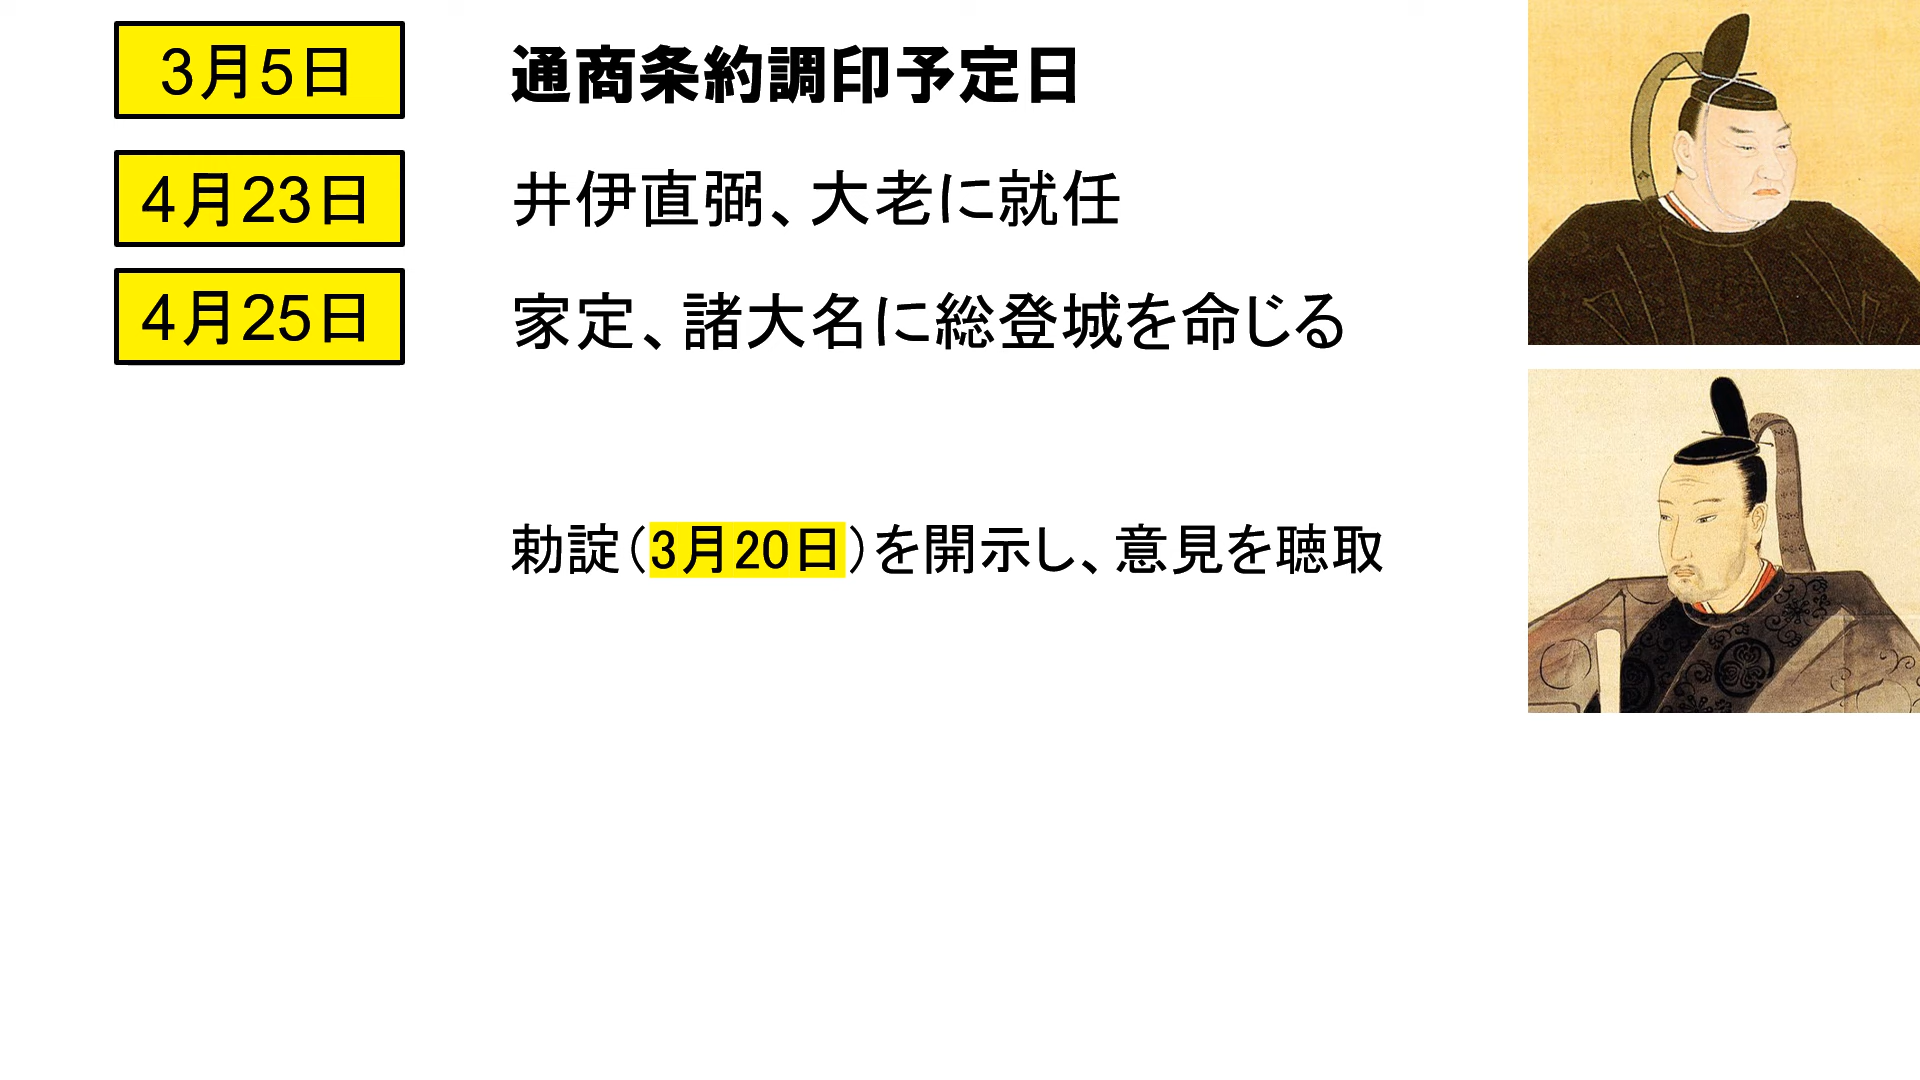 3月5日 通商条約調印予定日
4月23日 井伊直弼、大老に就任
4月25日 家定、諸大名に総登城を命じる
勅諚（3月20日）を開示し、意見を聴取